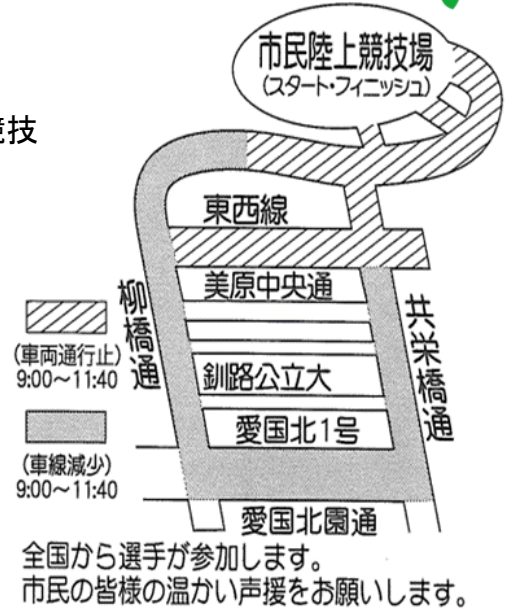 市民陸上競技場
(スタート・フィニッシュ)
競技
東西線
美原中央通
柳橋通
共栄橋通
(車両通行止)
9:00～11:40
釧路公立大
愛国北1号
(車線減少)
9:00～11:40
愛国北園通
全国から選手が参加します。
市民の皆様の温かい声援をお願いします。